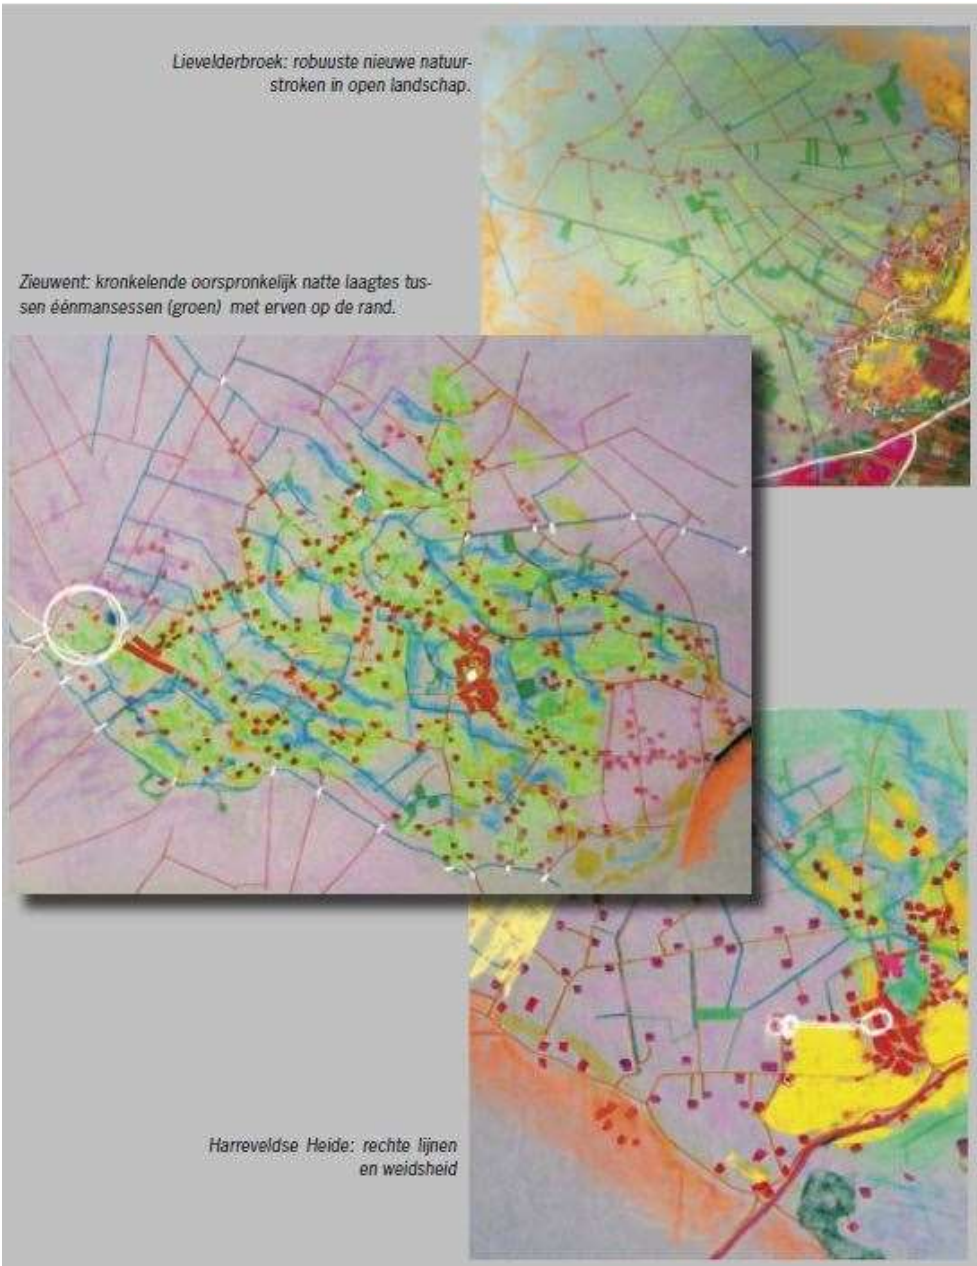 Lievelderbroek: robuuste nieuwe natuur-
stroken in open landschap.
Zieuwent: kronkelende oorspronkelijk natte laagtes tus-
sen éénmansessen (groen) met erven op de rand.
Harreveldse Heide: rechte lijnen
en weidsheid